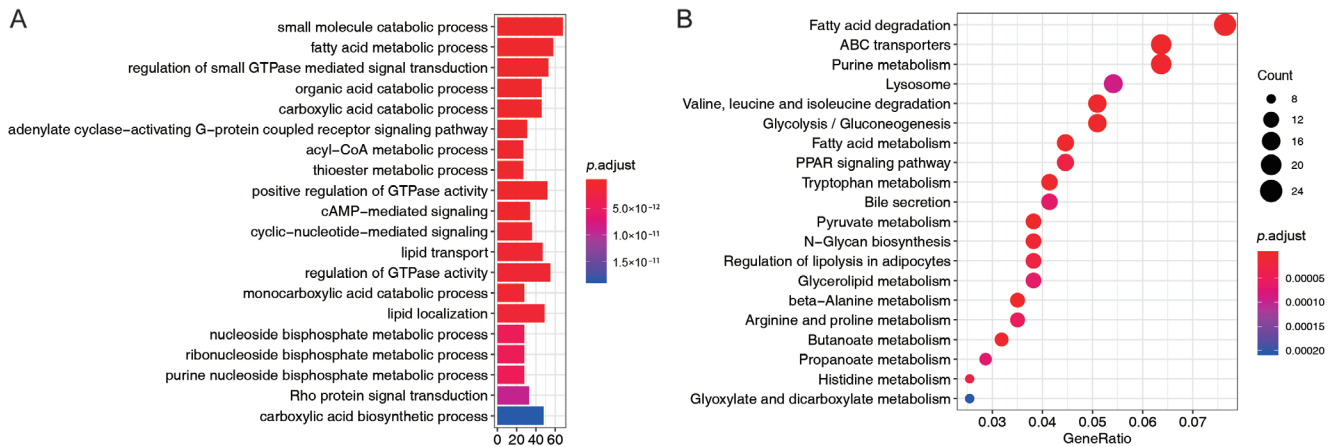 A
small molecule catabolic process
fatty acid metabolic process
regulation of small GTPase mediated signal transduction
organic acid catabolic process
carboxylic acid catabolic process
adenylate cyclase-activating G-protein coupled receptor signaling pathway
acyl-CoA metabolic process
thioester metabolic process
positive regulation of GTPase activity
cAMP-mediated signaling
cyclic-nucleotide-mediated signaling
lipid transport
regulation of GTPase activity
monocarboxylic acid catabolic process
lipid localization
nucleoside bisphosphate metabolic process
ribonucleoside bisphosphate metabolic process
purine nucleoside bisphosphate metabolic process
Rho protein signal transduction
carboxylic acid biosynthetic process
0 20 40 60
p.adjust
5.0×10⁻¹²
1.0×10⁻¹¹
1.5×10⁻¹¹
B
Fatty acid degradation
ABC transporters
Purine metabolism
Lysosome
Valine, leucine and isoleucine degradation
Glycolysis / Gluconeogenesis
Fatty acid metabolism
PPAR signaling pathway
Tryptophan metabolism
Bile secretion
Pyruvate metabolism
N-Glycan biosynthesis
Regulation of lipolysis in adipocytes
Glycerolipid metabolism
beta-Alanine metabolism
Arginine and proline metabolism
Butanoate metabolism
Propanoate metabolism
Histidine metabolism
Glyoxylate and dicarboxylate metabolism
0.03 0.04 0.05 0.06 0.07
GeneRatio
Count
8
12
16
20
24
p.adjust
0.00005
0.00010
0.00015
0.00020